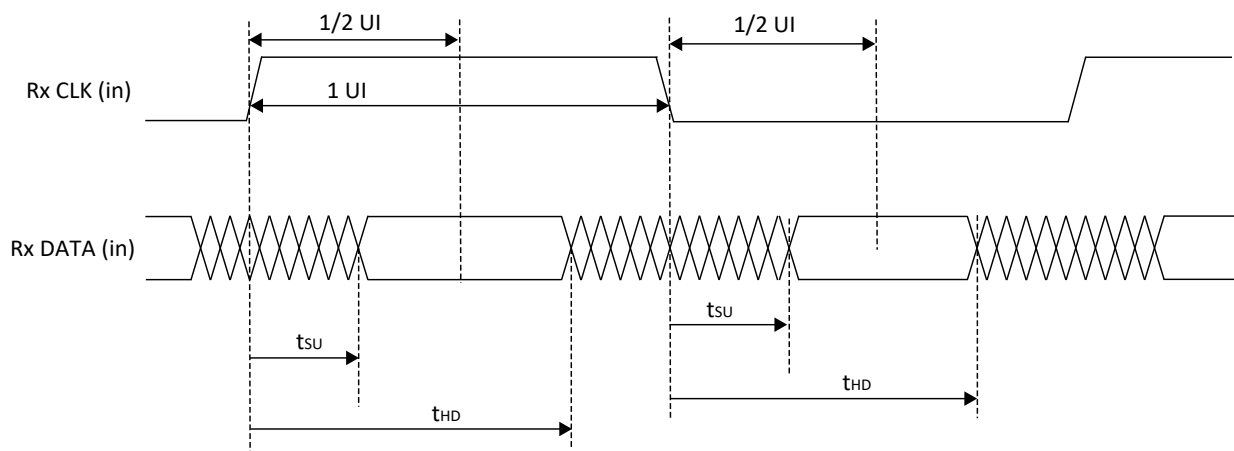 1/2 UI
1/2 UI
Rx CLK (in)
1 UI
Rx DATA (in)
tSU
tSU
tHD
tHD